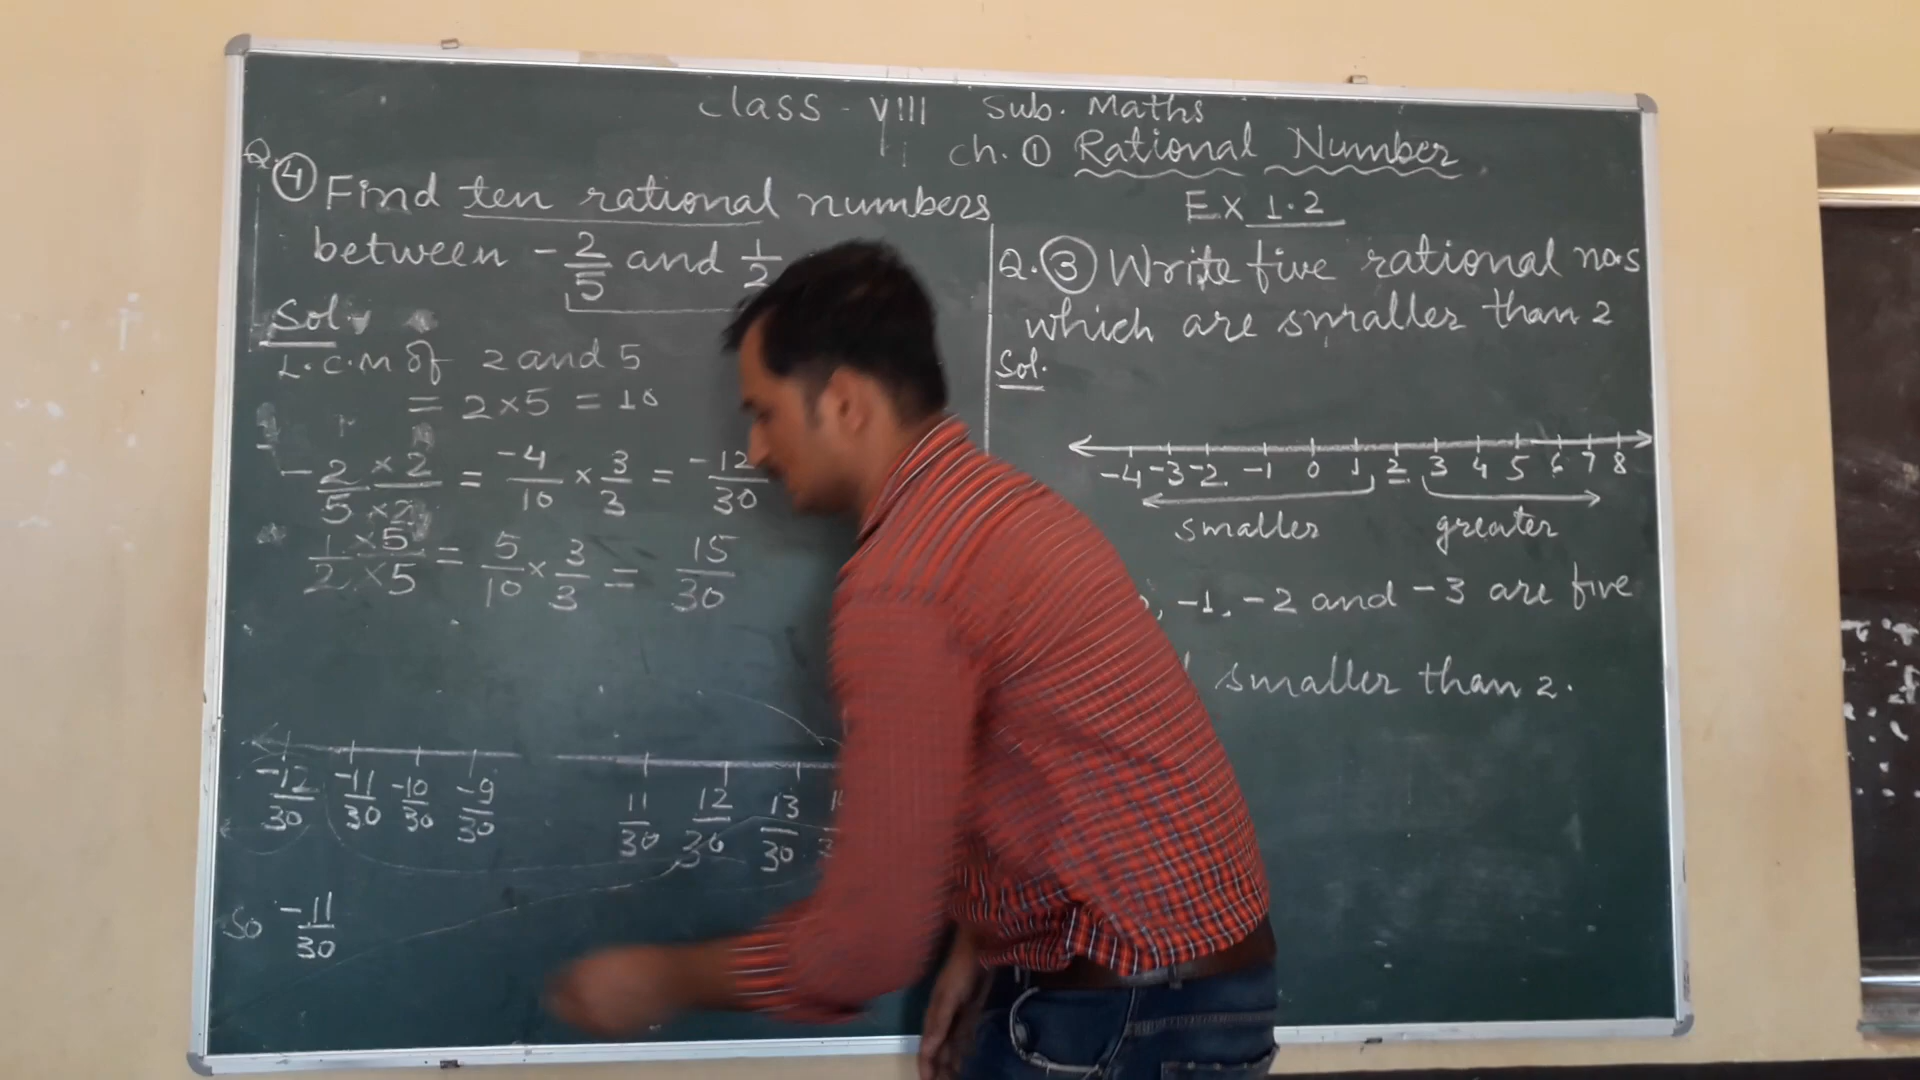 Class - VIII Sub. Maths
Ch. ① Rational Number
Ex 1.2
Q. ④ Find ten rational numbers
between -2/5 and 1/2
Sol.
L.C.M of 2 and 5
= 2×5 = 10
-2/5 ×2/×2 = -4/10 × 3/3 = -12/30
1/2 ×5/×5 = 5/10 × 3/3 = 15/30
-12/30 -11/30 -10/30 -9/30 11/30 12/30 13/30
So -11/30
Q. ③ Write five rational nos
which are smaller than 2
Sol.
-4 -3 -2 -1 0 1 2 3 4 5 6 7 8
smaller greater
, -1, -2 and -3 are five
smaller than 2.